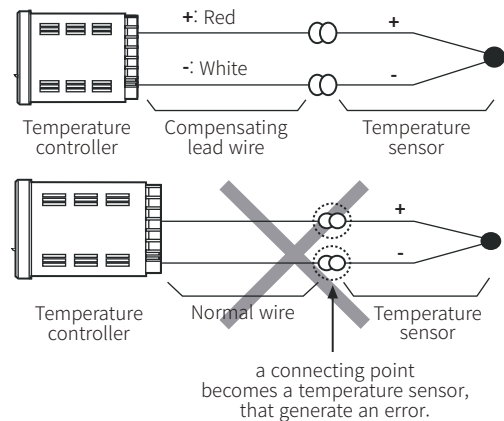 +: Red
+
-: White
-
Temperature
controller
Compensating
lead wire
Temperature
sensor
+
-
Temperature
controller
Normal wire
Temperature
sensor
a connecting point
becomes a temperature sensor,
that generate an error.